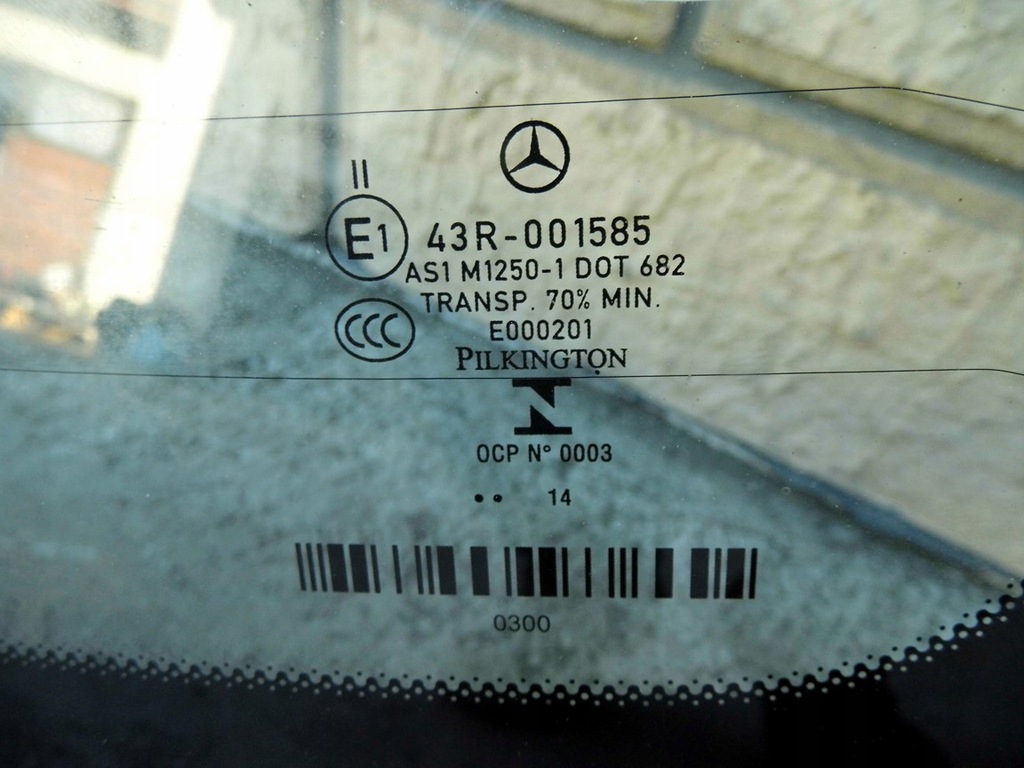 II
E1 43R-001585
AS1 M1250-1 DOT 682
TRANSP. 70% MIN.
CCC E000201
PILKINGTON
N
OCP N° 0003
•• 14
0300